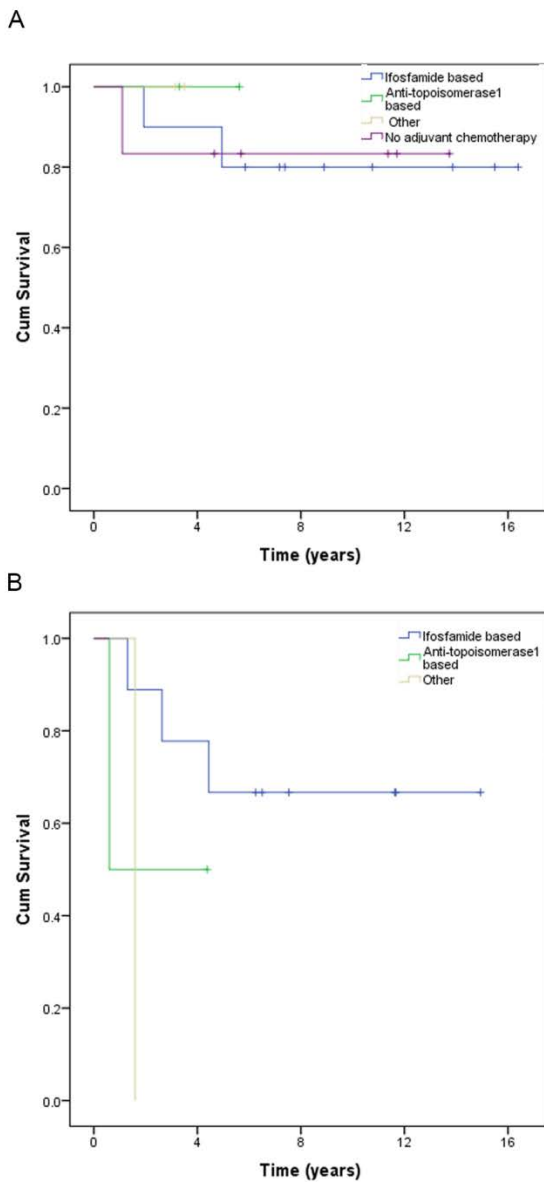 A
Ifosfamide based
Anti-topoisomerase1
based
Other
No adjuvant chemotherapy
1.0
0.8
0.6
0.4
0.2
0.0
Cum Survival
0 4 8 12 16
Time (years)
B
Ifosfamide based
Anti-topoisomerase1
based
Other
1.0
0.8
0.6
0.4
0.2
0.0
Cum Survival
0 4 8 12 16
Time (years)